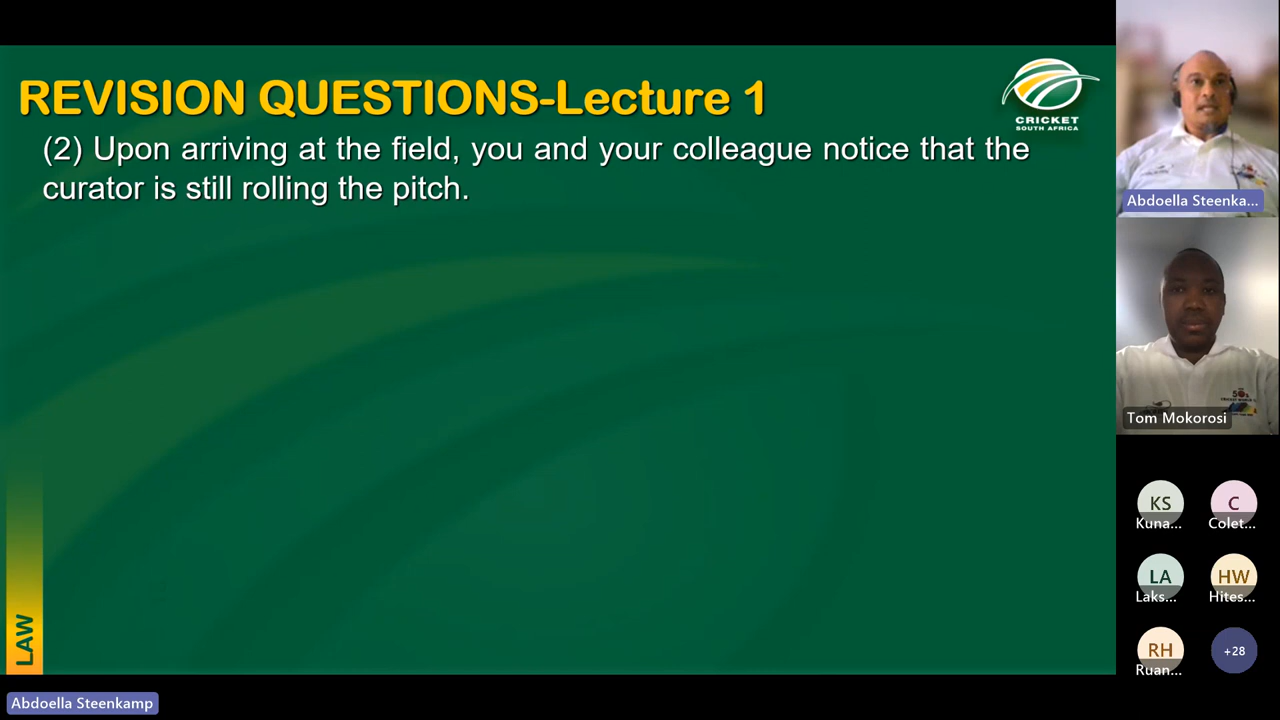 REVISION QUESTIONS-Lecture 1
CRICKET
SOUTH AFRICA
(2) Upon arriving at the field, you and your colleague notice that the
curator is still rolling the pitch.
LAW
Abdoella Steenkamp
Abdoella Steenka...
Tom Mokorosi
KS
Kuna...
C
Colet...
LA
Laks...
HW
Hites...
RH
Ruan...
+28